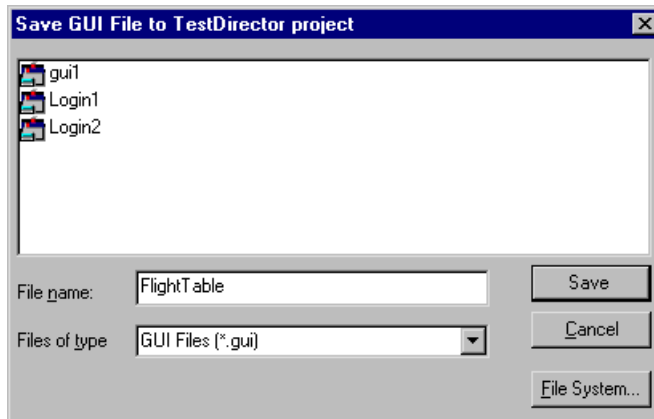 Save GUI File to TestDirector project
gui1
Login1
Login2
File name:
FlightTable
Save
Files of type
GUI Files (*.gui)
Cancel
File System...